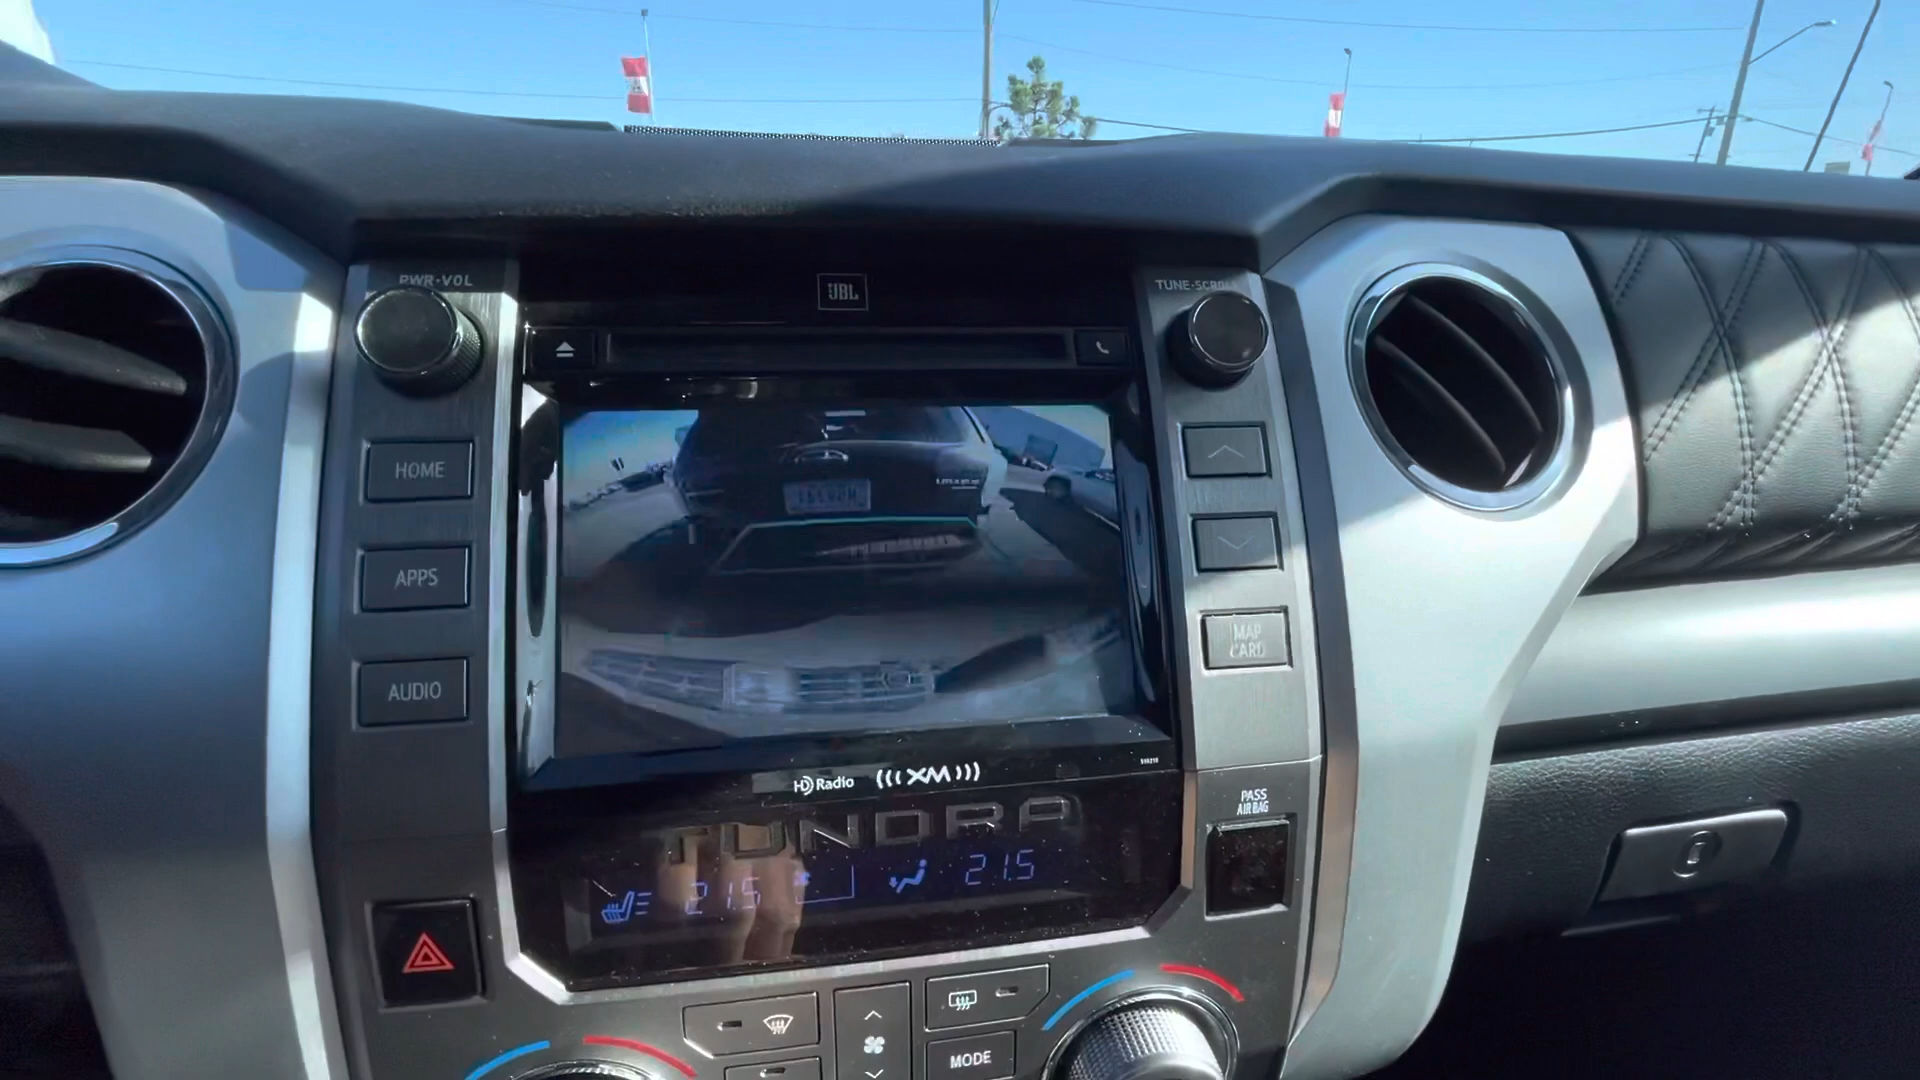 PWR·VOL
JBL
TUNE·SCROLL
HOME
APPS
AUDIO
MAP
CARD
HD Radio
(((XM)))
510210
PASS
AIR BAG
TUNDRA
21.5
21.5
MODE